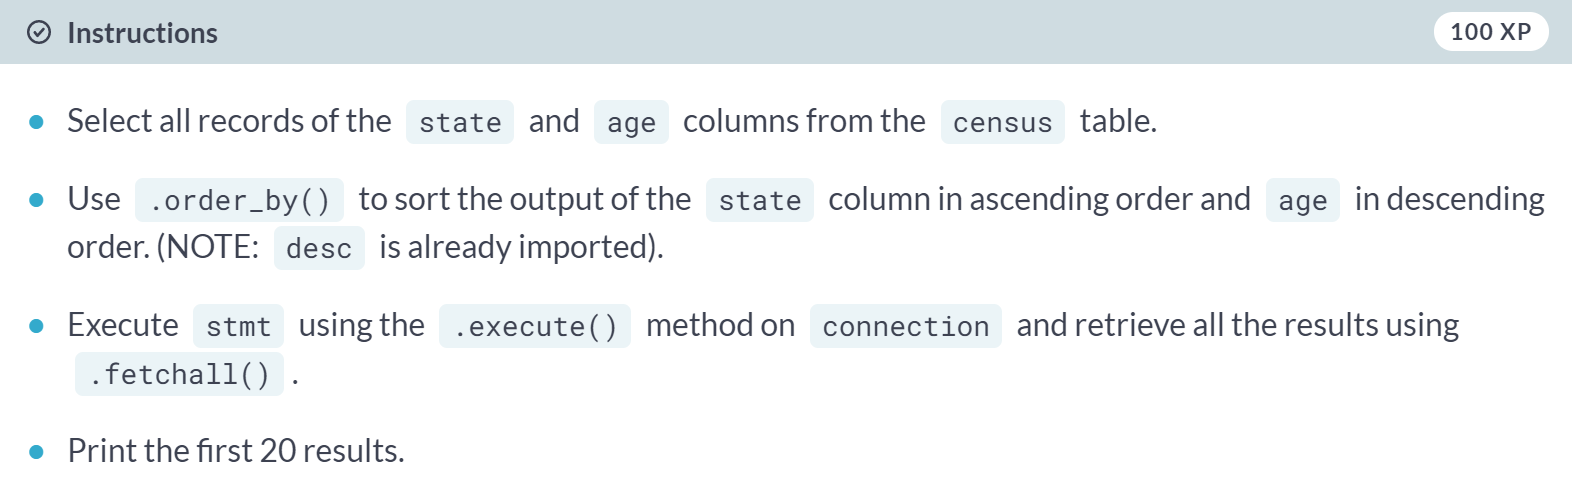 Instructions 100 XP
Select all records of the state and age columns from the census table.
Use .order_by() to sort the output of the state column in ascending order and age in descending
order. (NOTE: desc is already imported).
Execute stmt using the .execute() method on connection and retrieve all the results using
.fetchall() .
Print the first 20 results.